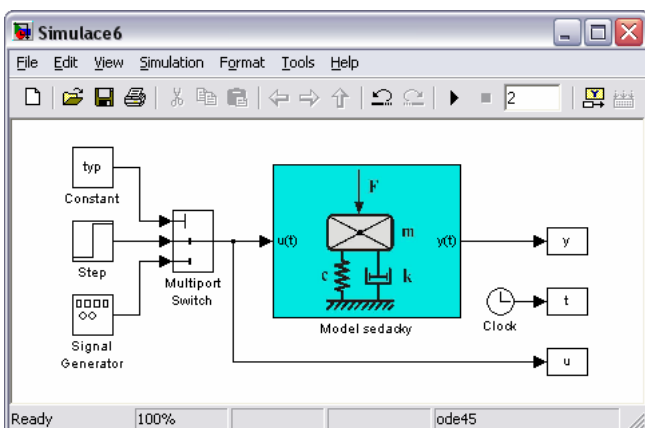 Simulace6
File Edit View Simulation Format Tools Help
2
typ
Constant
Step
Signal
Generator
Multiport
Switch
u(t)
F
m
c
k
y(t)
Model sedacky
Clock
y
t
u
Ready 100% ode45